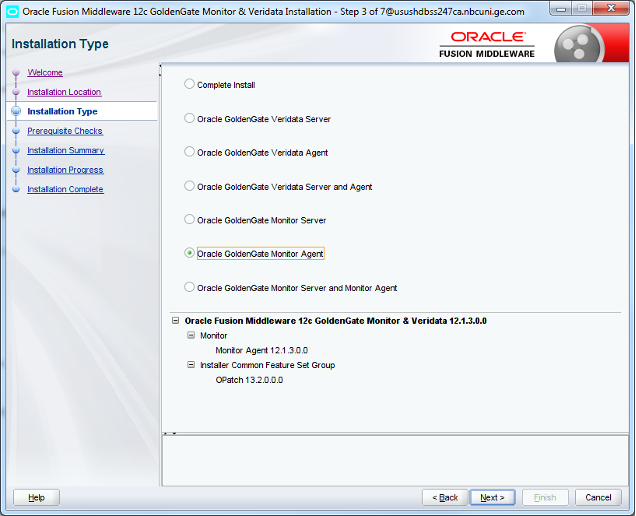 Oracle Fusion Middleware 12c GoldenGate Monitor & Veridata Installation - Step 3 of 7@usushdbss247ca.nbcuni.ge.com
Installation Type
ORACLE
FUSION MIDDLEWARE
Welcome
Installation Location
Installation Type
Prerequisite Checks
Installation Summary
Installation Progress
Installation Complete
Complete Install
Oracle GoldenGate Veridata Server
Oracle GoldenGate Veridata Agent
Oracle GoldenGate Veridata Server and Agent
Oracle GoldenGate Monitor Server
Oracle GoldenGate Monitor Agent
Oracle GoldenGate Monitor Server and Monitor Agent
Oracle Fusion Middleware 12c GoldenGate Monitor & Veridata 12.1.3.0.0
Monitor
Monitor Agent 12.1.3.0.0
Installer Common Feature Set Group
OPatch 13.2.0.0.0
Help
< Back
Next >
Finish
Cancel